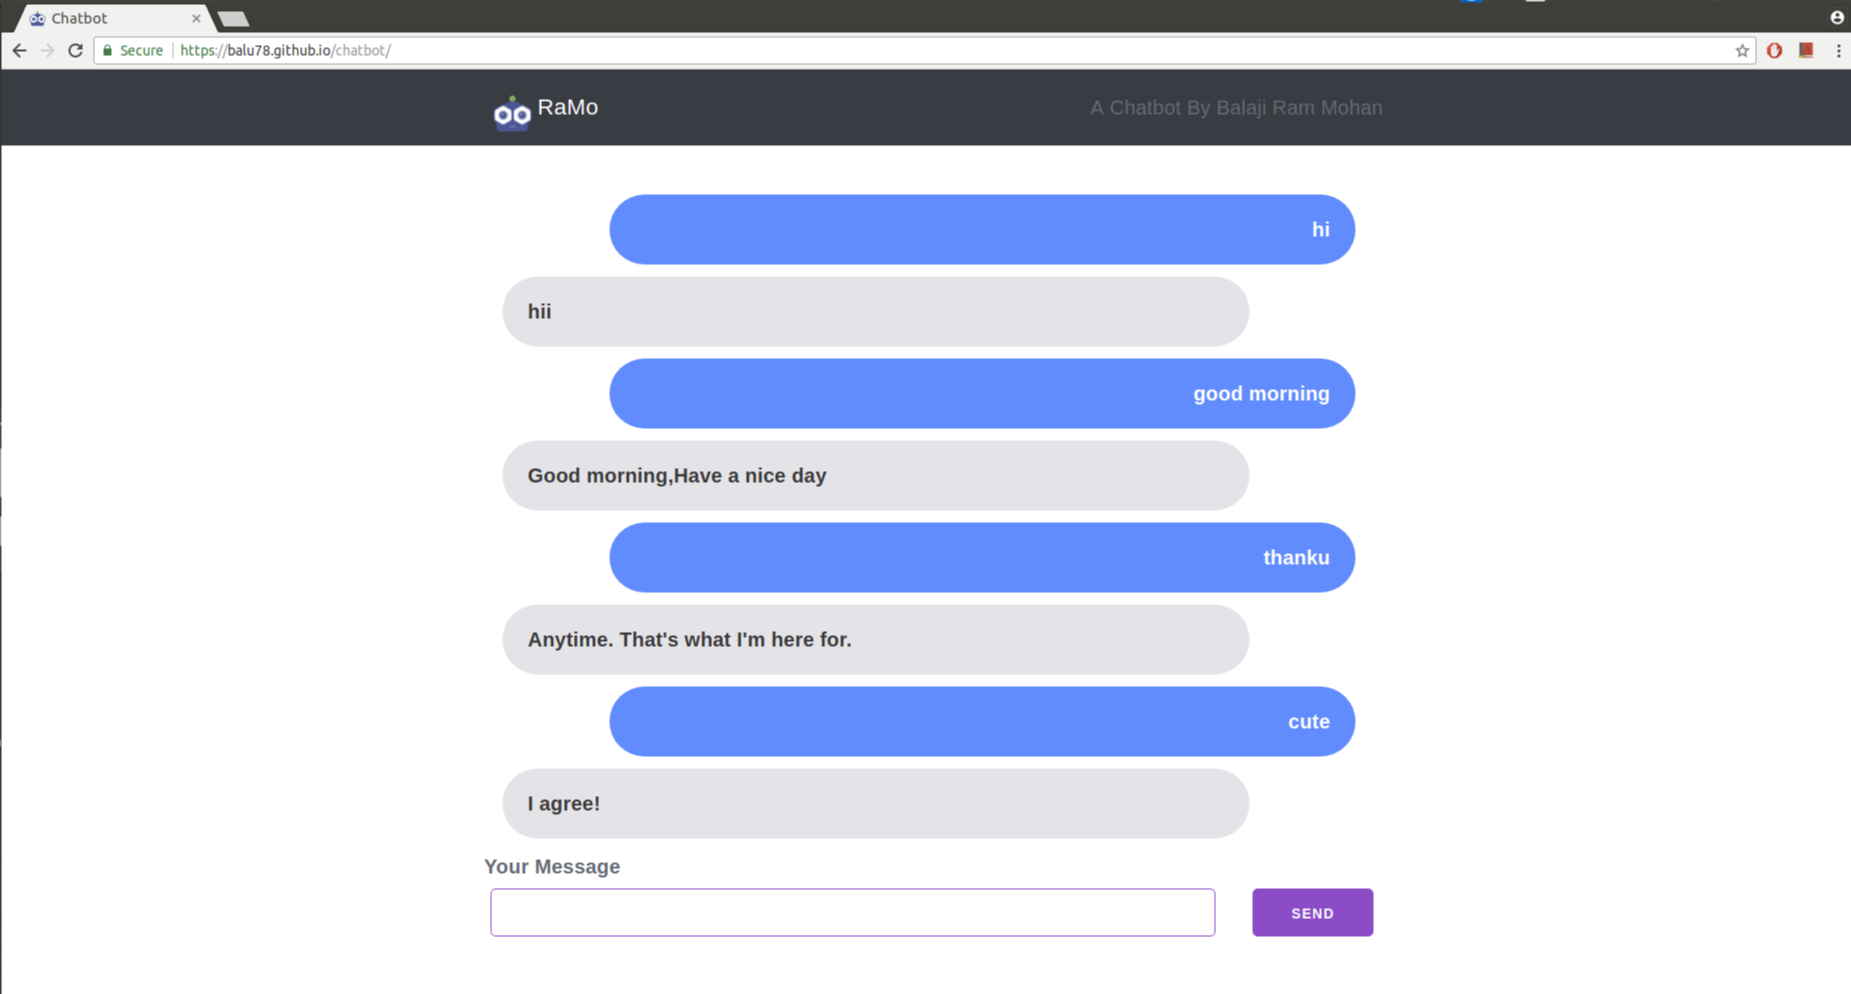 Chatbot
Secure https://balu78.github.io/chatbot/
RaMo
A Chatbot By Balaji Ram Mohan
hi
hii
good morning
Good morning,Have a nice day
thanku
Anytime. That's what I'm here for.
cute
I agree!
Your Message
SEND